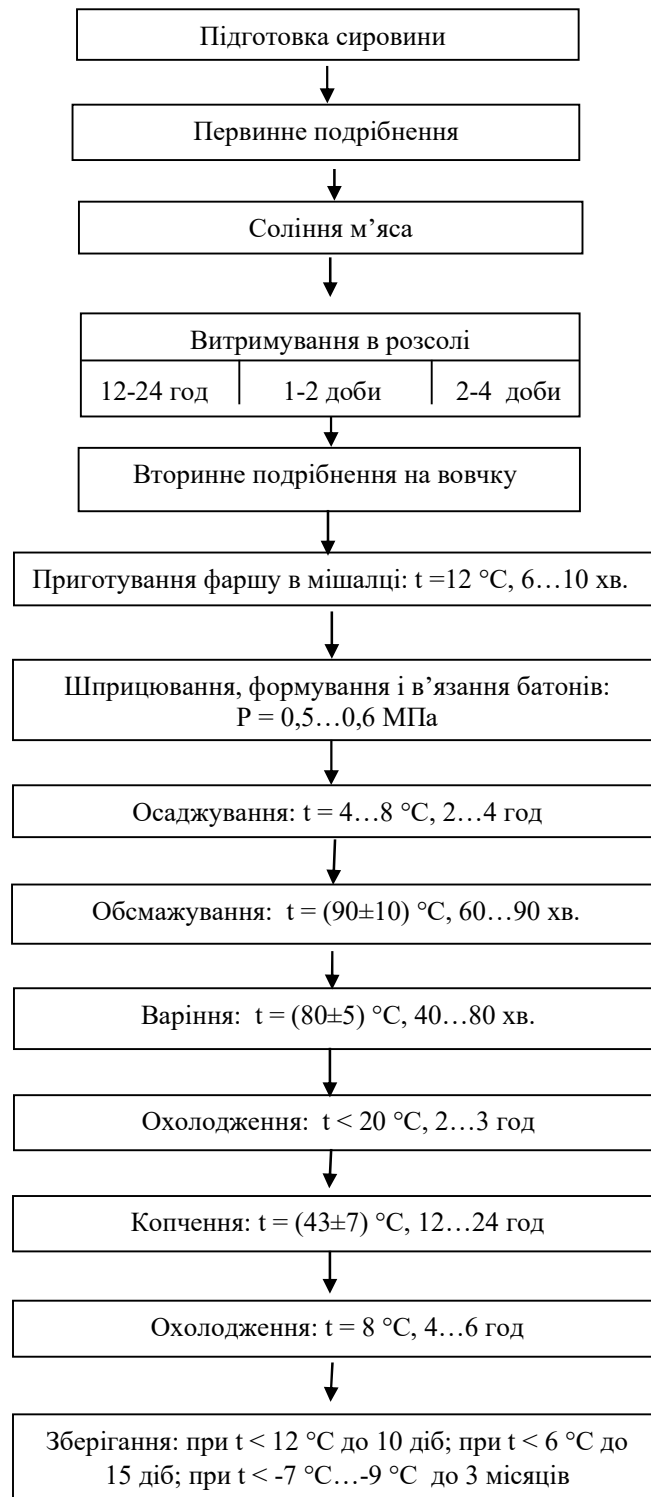 Підготовка сировини
Первинне подрібнення
Соління м’яса
Витримування в розсолі
12-24 год 1-2 доби 2-4 доби
Вторинне подрібнення на вовчку
Приготування фаршу в мішалці: t =12 °С, 6…10 хв.
Шприцювання, формування і в’язання батонів:
Р = 0,5…0,6 МПа
Осаджування: t = 4…8 °С, 2…4 год
Обсмажування: t = (90±10) °С, 60…90 хв.
Варіння: t = (80±5) °С, 40…80 хв.
Охолодження: t < 20 °С, 2…3 год
Копчення: t = (43±7) °С, 12…24 год
Охолодження: t = 8 °С, 4…6 год
Зберігання: при t < 12 °С до 10 діб; при t < 6 °С до
15 діб; при t < -7 °С…-9 °С до 3 місяців